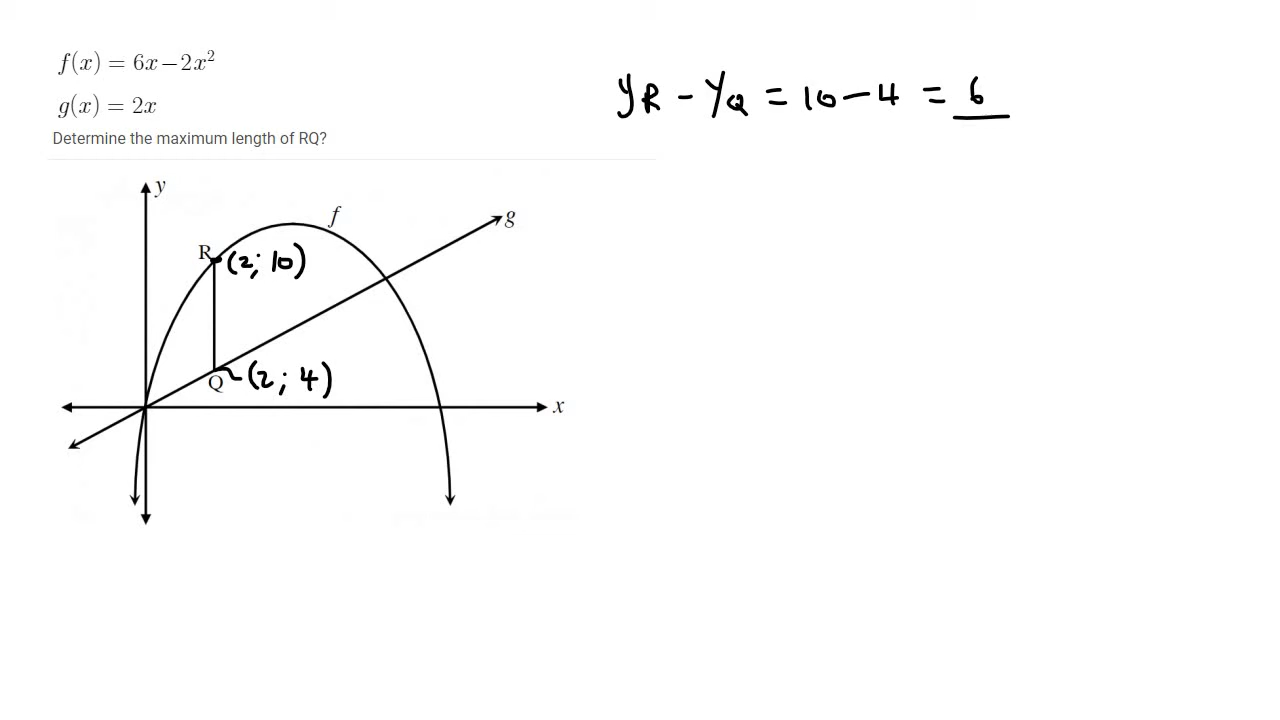 f(x) = 6x − 2x²
g(x) = 2x
Determine the maximum length of RQ?
yR − yQ = 10 − 4 = 6
y
f
g
R (2; 10)
Q (2; 4)
x